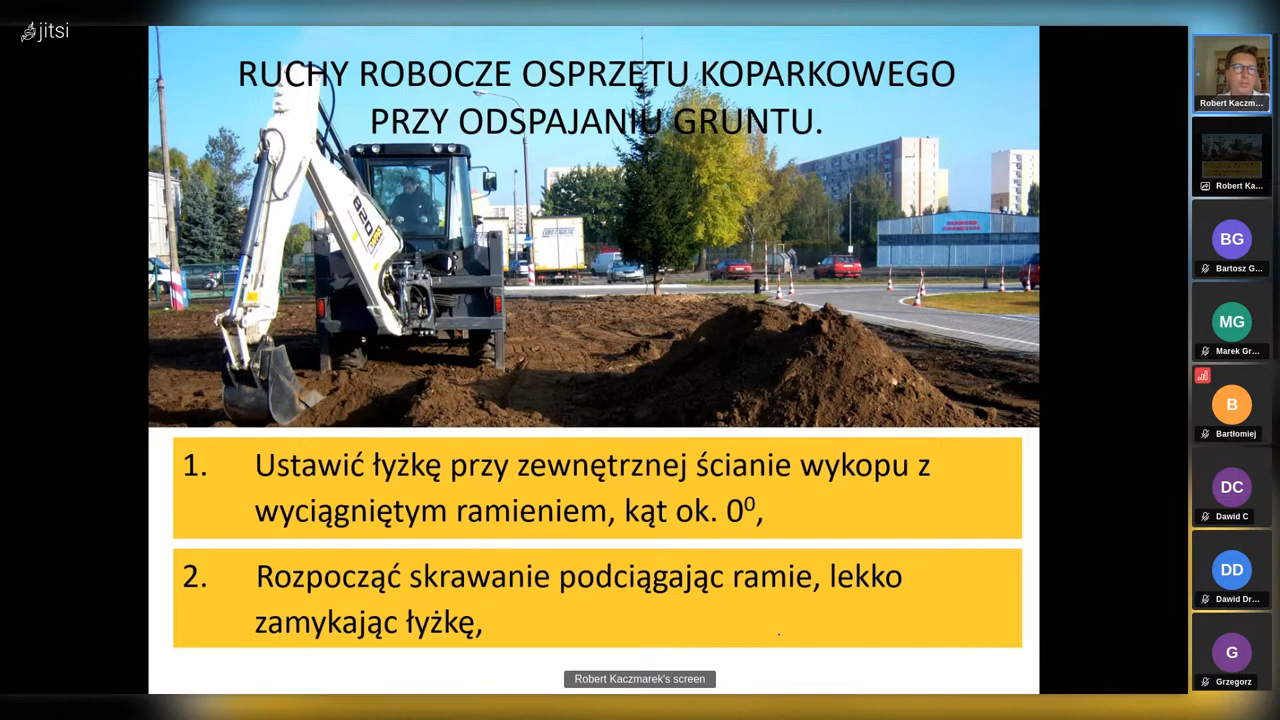 jitsi
RUCHY ROBOCZE OSPRZĘTU KOPARKOWEGO
PRZY ODSPAJANIU GRUNTU.
820
1. Ustawić łyżkę przy zewnętrznej ścianie wykopu z
wyciągniętym ramieniem, kąt ok. 0⁰,
2. Rozpocząć skrawanie podciągając ramie, lekko
zamykając łyżkę,
Robert Kaczmarek's screen
Robert Kaczm...
Robert Ka...
BG
Bartosz G...
MG
Marek Gr...
B
Bartłomiej
DC
Dawid C
DD
Dawid Dr...
G
Grzegorz